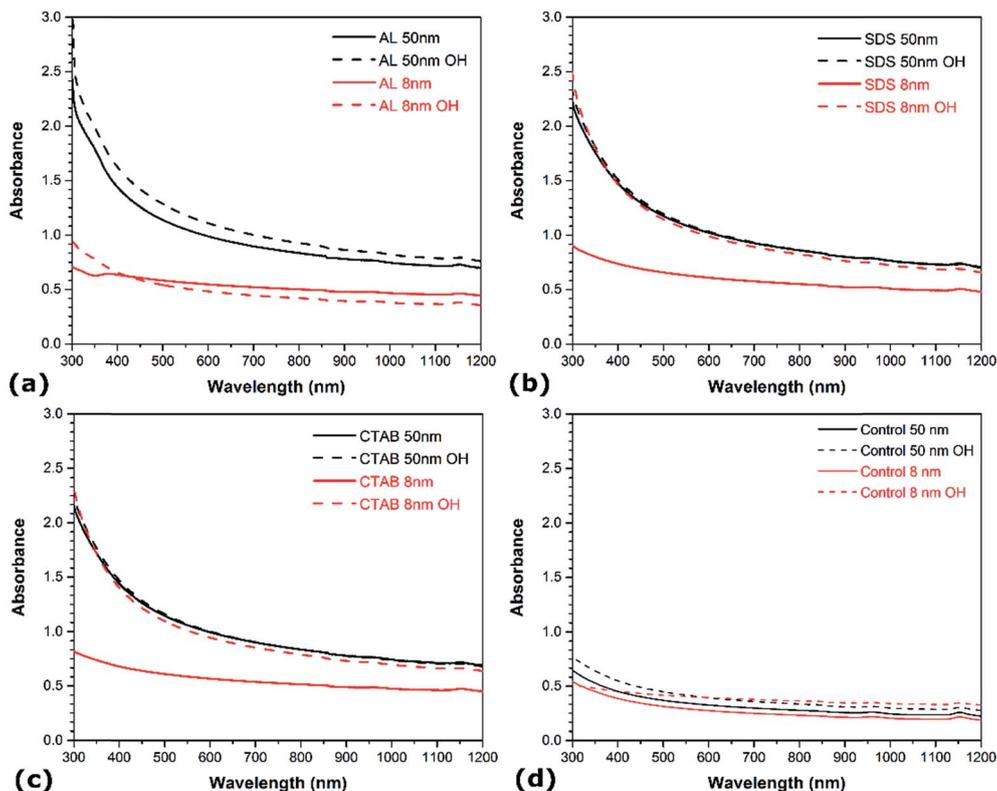 3.0
2.5
2.0
1.5
1.0
0.5
0.0
Absorbance
AL 50nm
AL 50nm OH
AL 8nm
AL 8nm OH
300 400 500 600 700 800 900 1000 1100 1200
Wavelength (nm)
(a)
3.0
2.5
2.0
1.5
1.0
0.5
0.0
Absorbance
SDS 50nm
SDS 50nm OH
SDS 8nm
SDS 8nm OH
300 400 500 600 700 800 900 1000 1100 1200
Wavelength (nm)
(b)
3.0
2.5
2.0
1.5
1.0
0.5
0.0
Absorbance
CTAB 50nm
CTAB 50nm OH
CTAB 8nm
CTAB 8nm OH
300 400 500 600 700 800 900 1000 1100 1200
Wavelength (nm)
(c)
3.0
2.5
2.0
1.5
1.0
0.5
0.0
Absorbance
Control 50 nm
Control 50 nm OH
Control 8 nm
Control 8 nm OH
300 400 500 600 700 800 900 1000 1100 1200
Wavelength (nm)
(d)